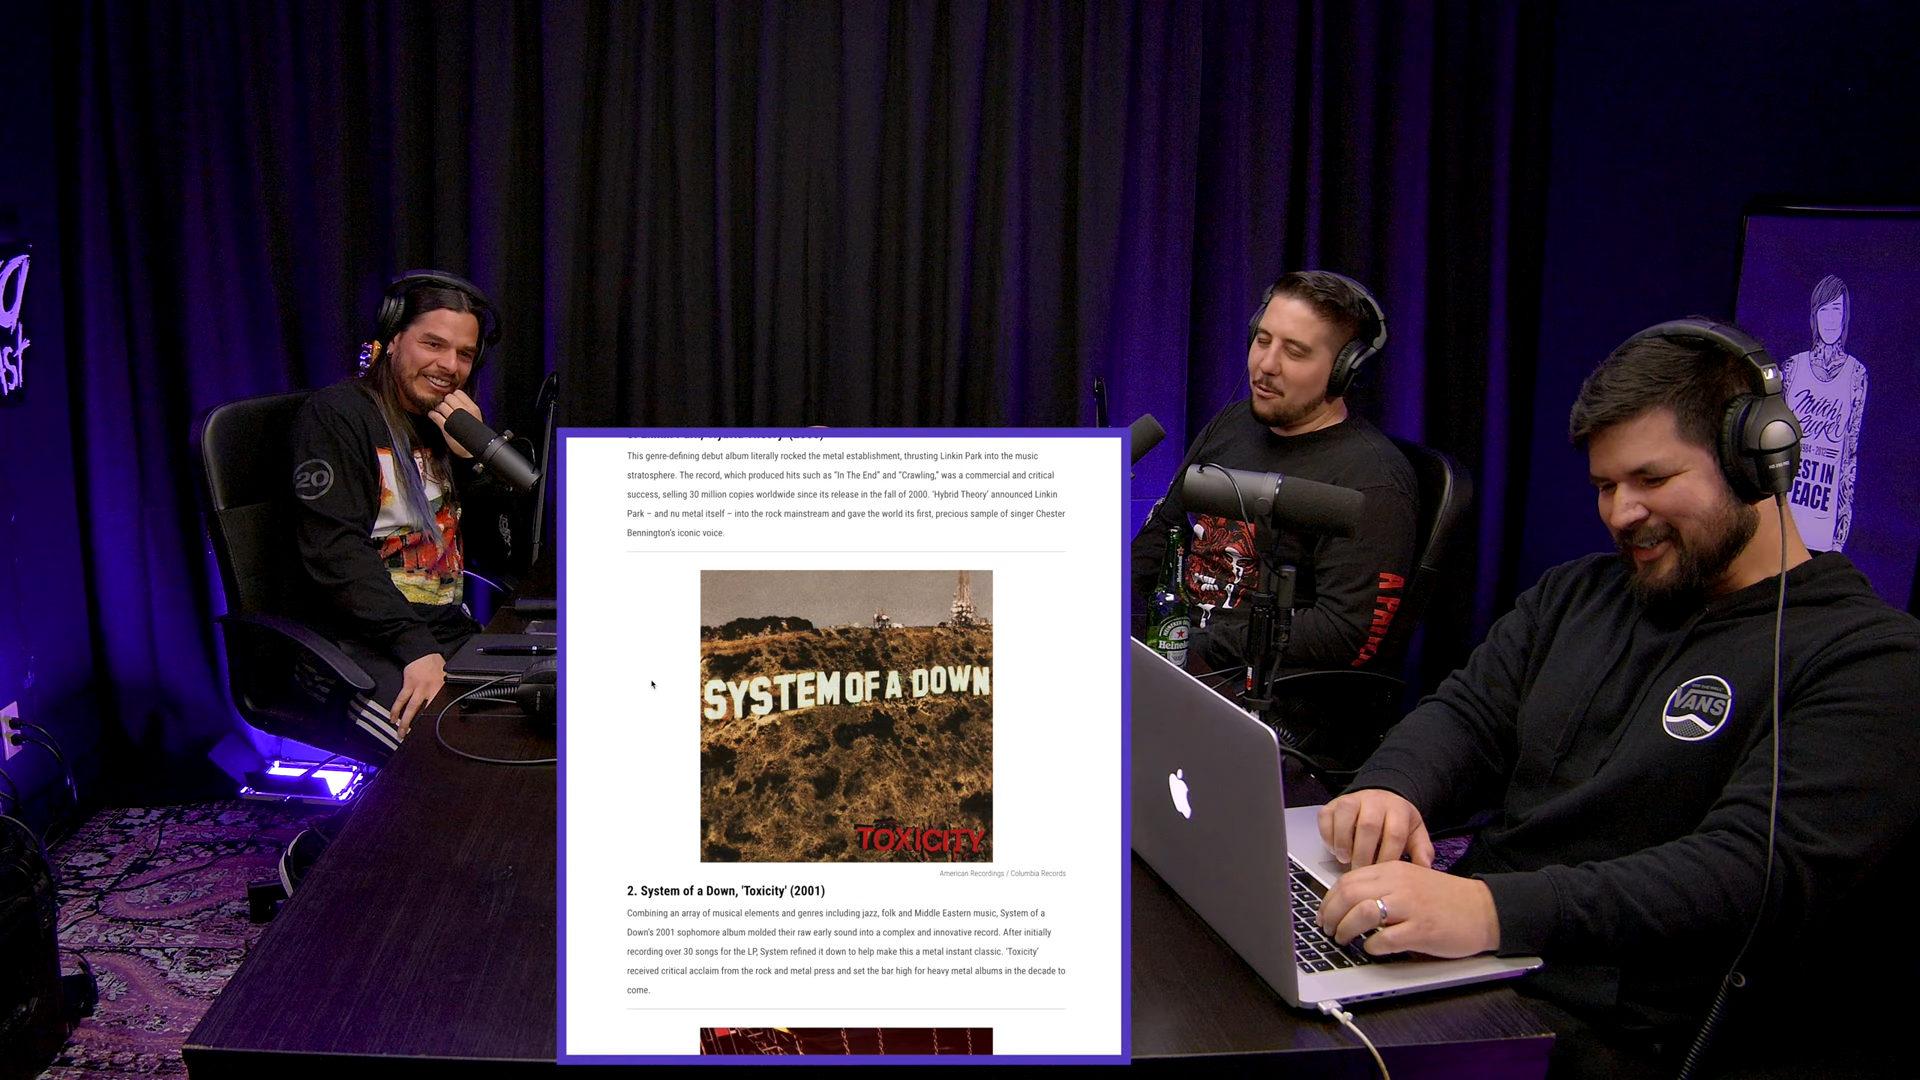 This genre-defining debut album literally rocked the metal establishment, thrusting Linkin Park into the music
stratosphere. The record, which produced hits such as “In The End” and “Crawling,” was a commercial and critical
success, selling 30 million copies worldwide since its release in the fall of 2000. ‘Hybrid Theory’ announced Linkin
Park – and nu metal itself – into the rock mainstream and gave the world its first, precious sample of singer Chester
Bennington’s iconic voice.
SYSTEM OF A DOWN
TOXICITY
American Recordings / Columbia Records
2. System of a Down, 'Toxicity' (2001)
Combining an array of musical elements and genres including jazz, folk and Middle Eastern music, System of a
Down’s 2001 sophomore album molded their raw early sound into a complex and innovative record. After initially
recording over 30 songs for the LP, System refined it down to help make this a metal instant classic. ‘Toxicity’
received critical acclaim from the rock and metal press and set the bar high for heavy metal albums in the decade to
come.
20
Heineken
VANS
Mitch
Lucker
1984 - 2012
EST IN
PEACE